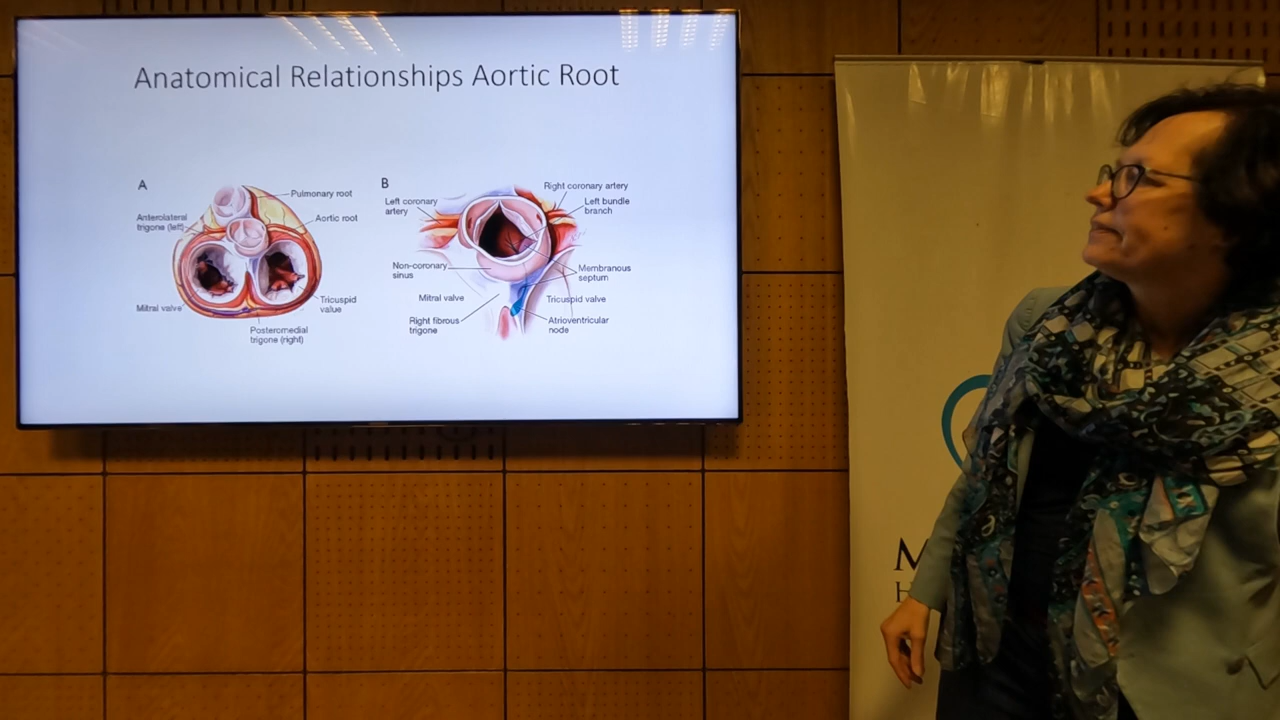 Anatomical Relationships Aortic Root
A
Pulmonary root
Anterolateral
trigone (left)
Aortic root
Mitral valve
Tricuspid
value
Posteromedial
trigone (right)
B
Right coronary artery
Left coronary
artery
Left bundle
branch
Non-coronary
sinus
Membranous
septum
Mitral valve
Tricuspid valve
Right fibrous
trigone
Atrioventricular
node
M
H